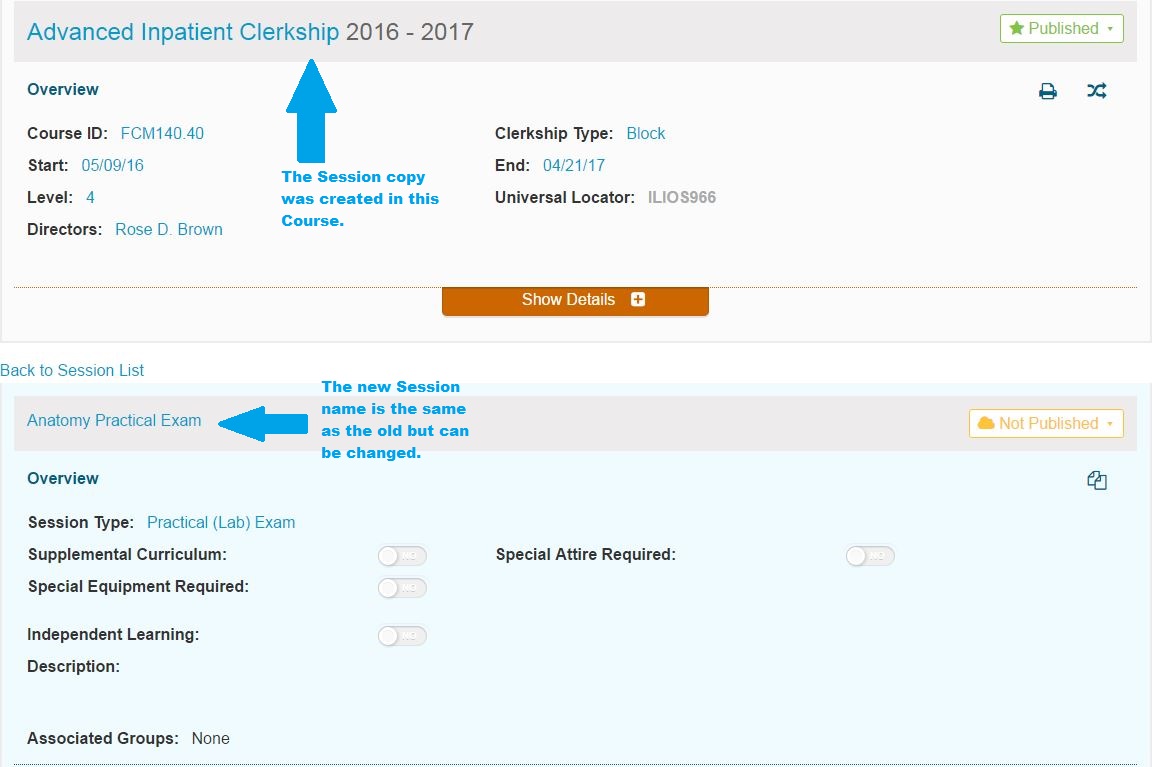 Advanced Inpatient Clerkship 2016 - 2017
Published
Overview
Course ID: FCM140.40
Clerkship Type: Block
Start: 05/09/16
End: 04/21/17
Level: 4
Universal Locator: ILIOS966
Directors: Rose D. Brown
The Session copy
was created in this
Course.
Show Details
Back to Session List
Anatomy Practical Exam
The new Session
name is the same
as the old but can
be changed.
Not Published
Overview
Session Type: Practical (Lab) Exam
Supplemental Curriculum: NO
Special Attire Required: NO
Special Equipment Required: NO
Independent Learning: NO
Description:
Associated Groups: None